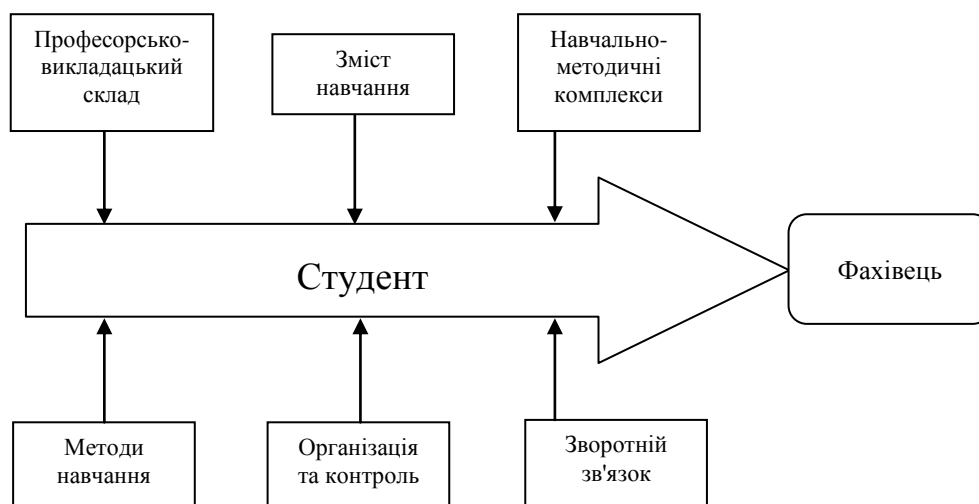 Професорсько-
викладацький
склад
Зміст
навчання
Навчально-
методичні
комплекси
Студент
Фахівець
Методи
навчання
Організація
та контроль
Зворотній
зв'язок